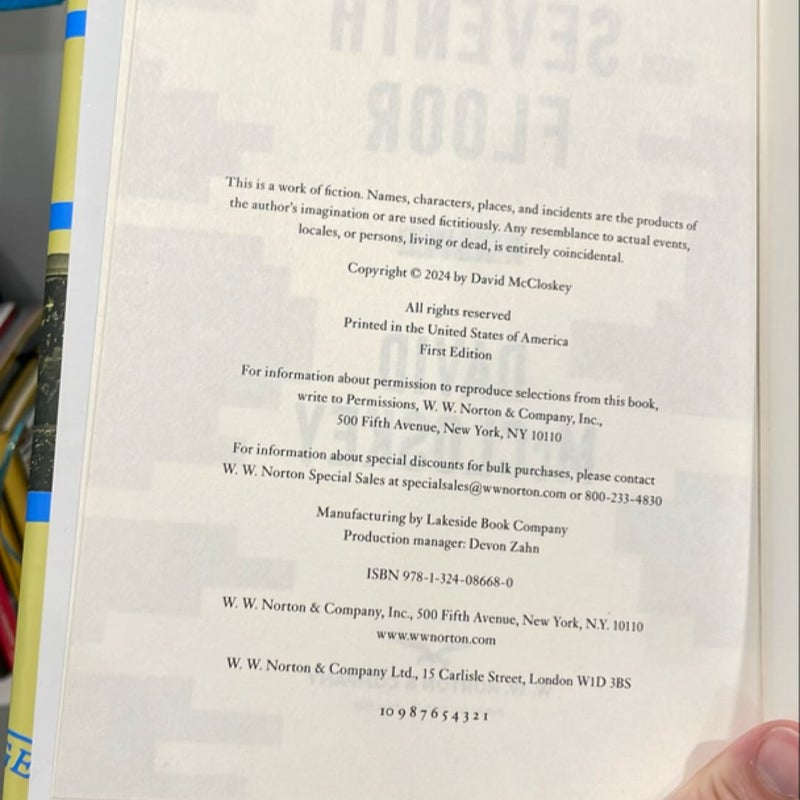 SEVENTH
FLOOR
This is a work of fiction. Names, characters, places, and incidents are the products of
the author's imagination or are used fictitiously. Any resemblance to actual events,
locales, or persons, living or dead, is entirely coincidental.
Copyright © 2024 by David McCloskey
All rights reserved
Printed in the United States of America
First Edition
For information about permission to reproduce selections from this book,
write to Permissions, W. W. Norton & Company, Inc.,
500 Fifth Avenue, New York, NY 10110
For information about special discounts for bulk purchases, please contact
W. W. Norton Special Sales at specialsales@wwnorton.com or 800-233-4830
Manufacturing by Lakeside Book Company
Production manager: Devon Zahn
ISBN 978-1-324-08668-0
W. W. Norton & Company, Inc., 500 Fifth Avenue, New York, N.Y. 10110
www.wwnorton.com
W. W. Norton & Company Ltd., 15 Carlisle Street, London W1D 3BS
10 9 8 7 6 5 4 3 2 1